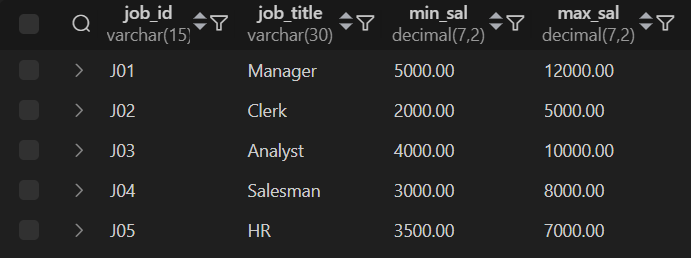 job_id job_title min_sal max_sal
varchar(15) varchar(30) decimal(7,2) decimal(7,2)
J01 Manager 5000.00 12000.00
J02 Clerk 2000.00 5000.00
J03 Analyst 4000.00 10000.00
J04 Salesman 3000.00 8000.00
J05 HR 3500.00 7000.00